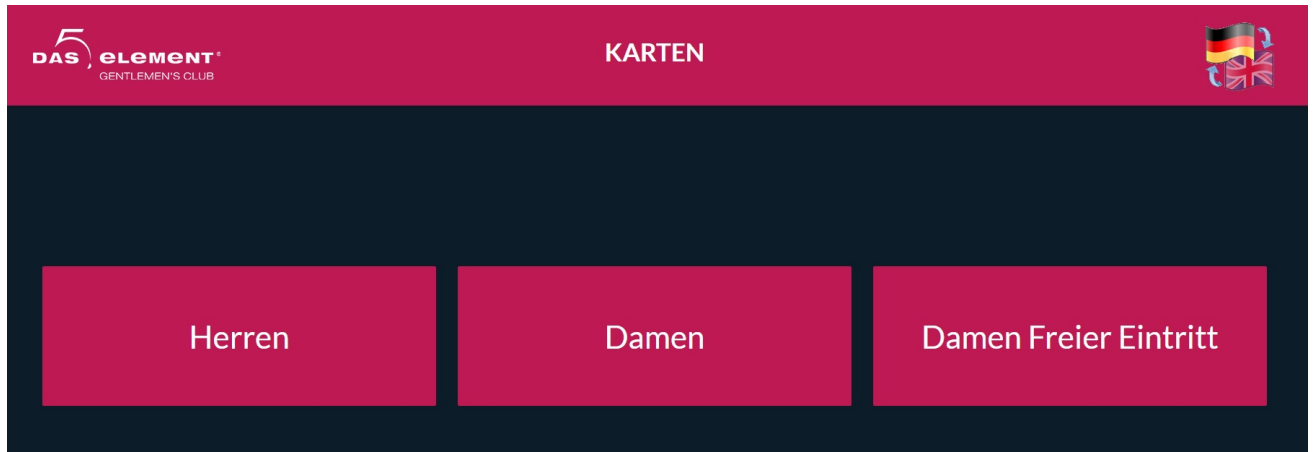 DAS 5 ELEMENT®
GENTLEMEN'S CLUB
KARTEN
Herren
Damen
Damen Freier Eintritt